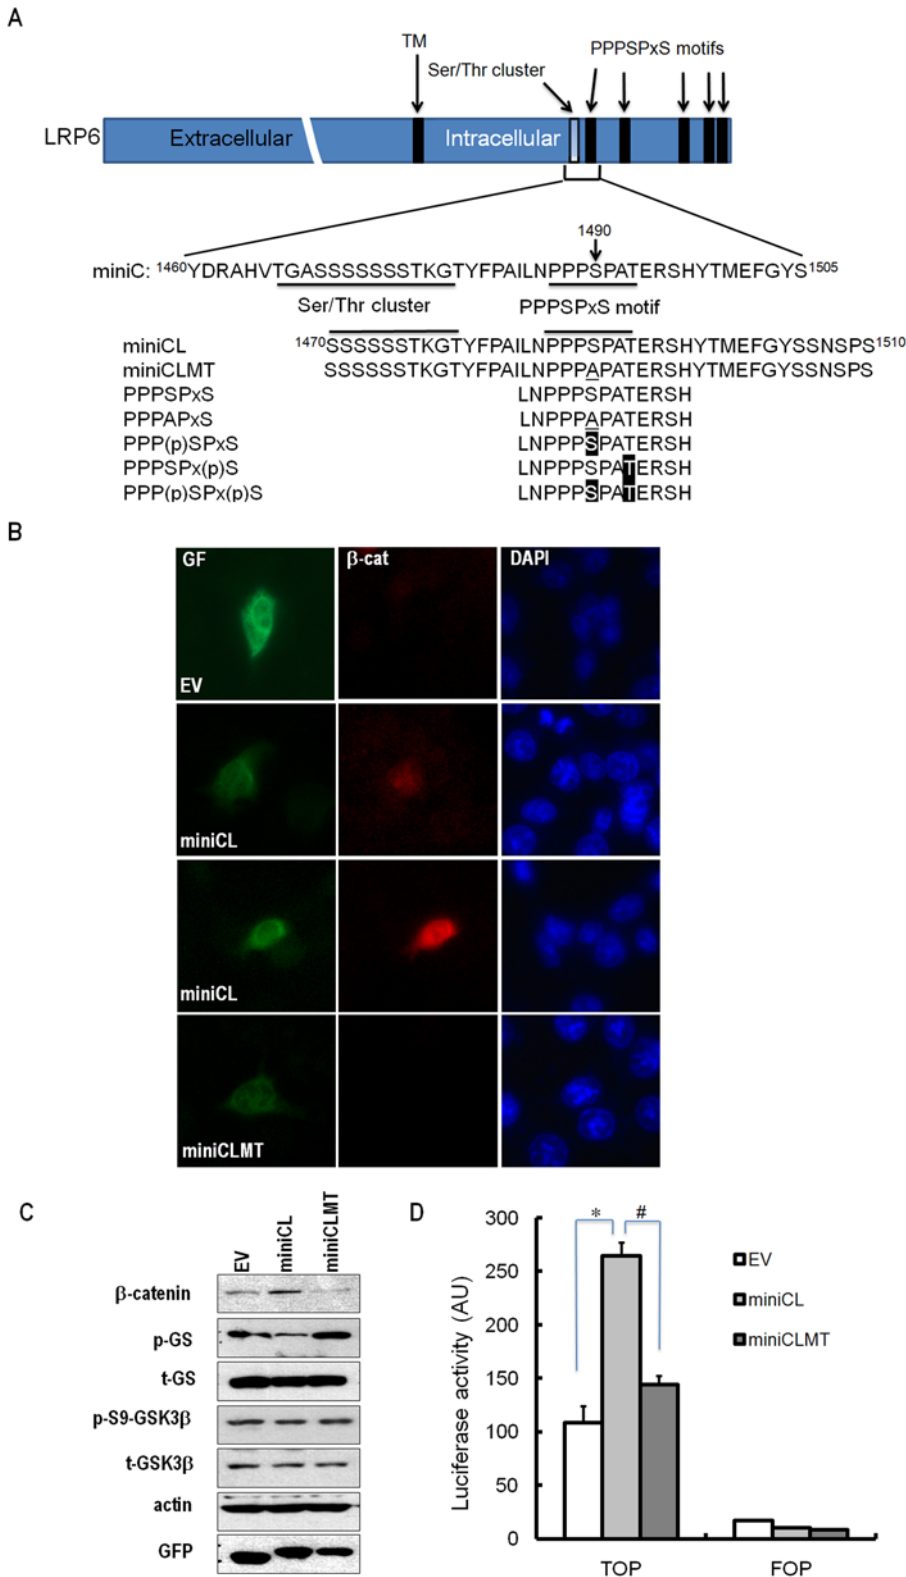 A
TM
PPPSPxS motifs
Ser/Thr cluster
LRP6
Extracellular
Intracellular
1490
miniC: 1460YDRAHVTGASSSSSSSTKGTYFPAILNPPPSPATERSHYTMEFGYS1505
Ser/Thr cluster
PPPSPxS motif
miniCL 1470SSSSSSTKGTYFPAILNPPPSPATERSHYTMEFGYSSNSPS1510
miniCLMT SSSSSSTKGTYFPAILNPPPAPATERSHYTMEFGYSSNSPS
PPPSPxS LNPPPSPATERSH
PPPAPxS LNPPPAPATERSH
PPP(p)SPxS LNPPPSPATERSH
PPPSPx(p)S LNPPPSPATERSH
PPP(p)SPx(p)S LNPPPSPATERSH
B
GF β-cat DAPI
EV
miniCL
miniCL
miniCLMT
C
EV miniCL miniCLMT
β-catenin
p-GS
t-GS
p-S9-GSK3β
t-GSK3β
actin
GFP
D
Luciferase activity (AU)
300
250
200
150
100
50
0
* #
EV
miniCL
miniCLMT
TOP FOP